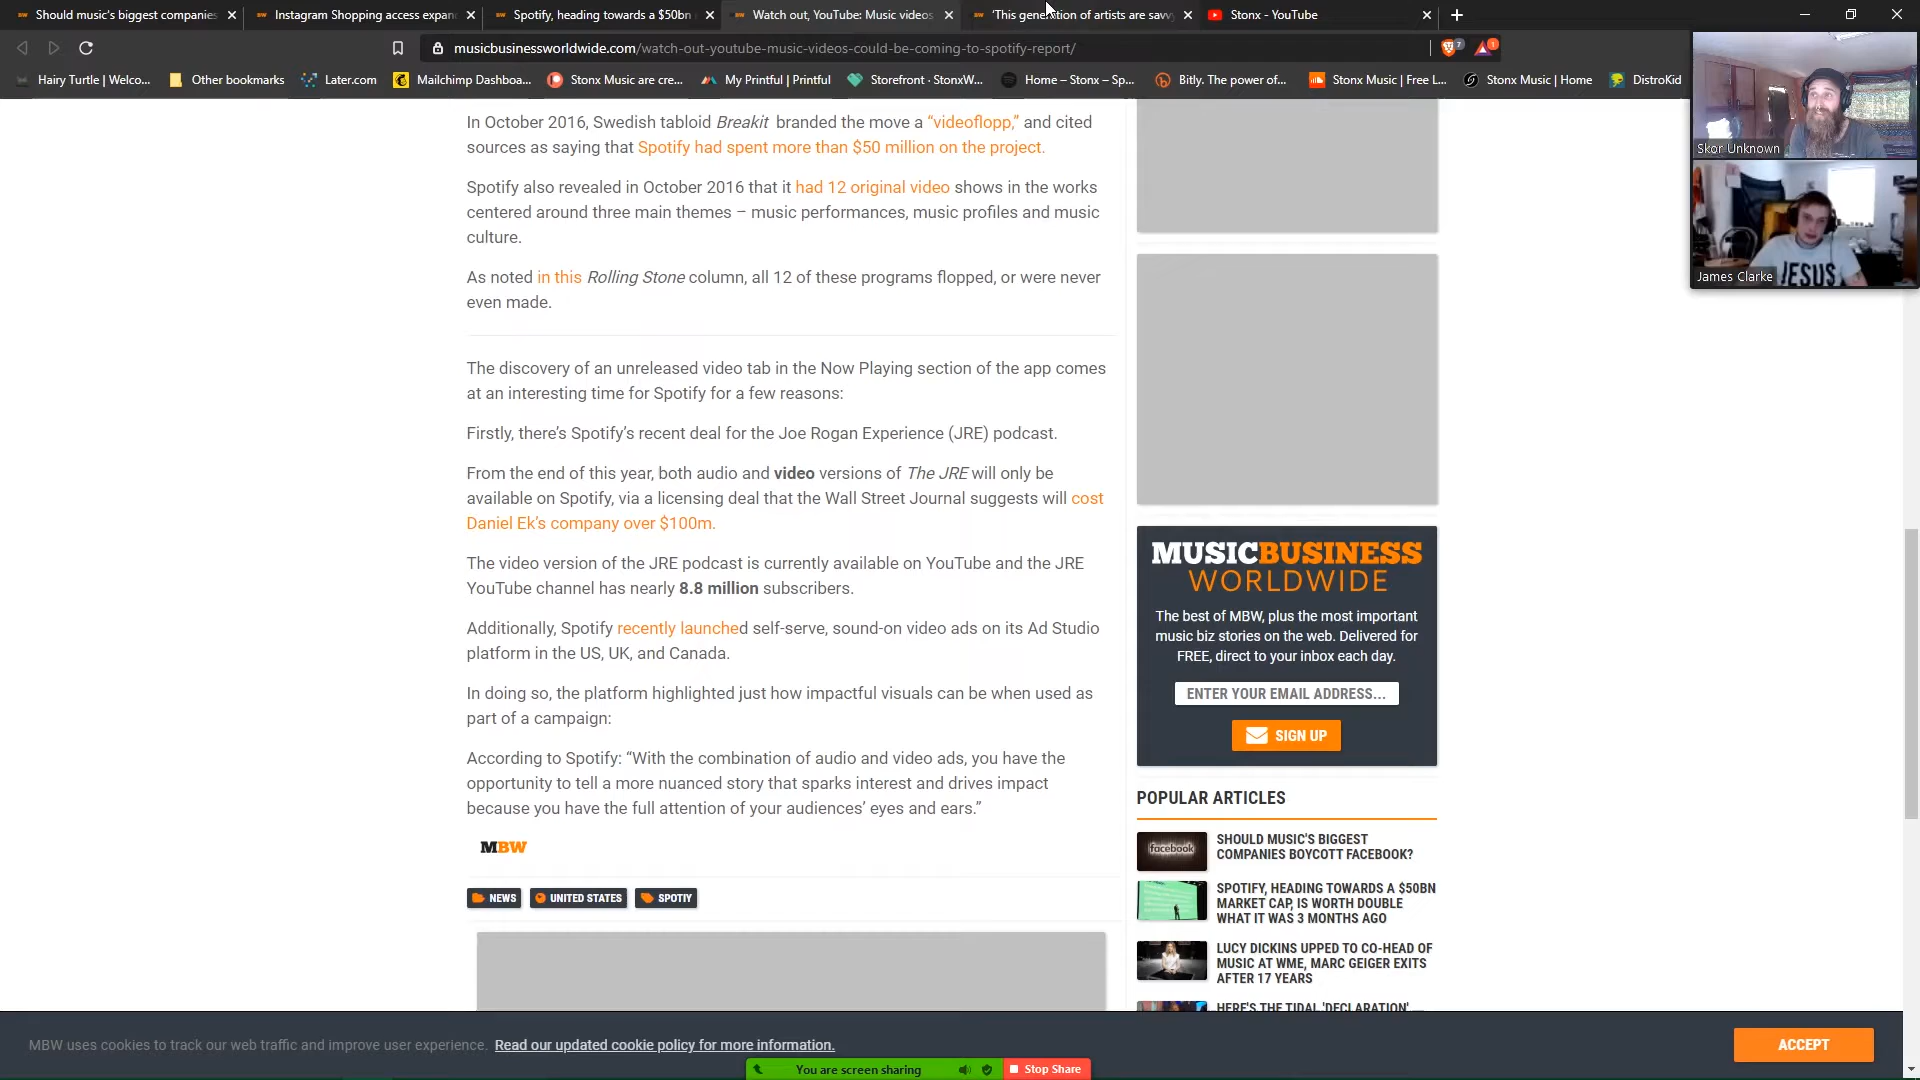 Should music's biggest companies
Instagram Shopping access expan
Spotify, heading towards a $50bn
Watch out, YouTube: Music videos
'This generation of artists are savvy
Stonx - YouTube
musicbusinessworldwide.com/watch-out-youtube-music-videos-could-be-coming-to-spotify-report/
7
1
Hairy Turtle | Welco...
Other bookmarks
Later.com
Mailchimp Dashboa...
Stonx Music are cre...
My Printful | Printful
Storefront · StonxW...
Home – Stonx – Sp...
Bitly. The power of...
Stonx Music | Free L...
Stonx Music | Home
DistroKid
Skor Unknown
JESUS
James Clarke
In October 2016, Swedish tabloid Breakit branded the move a “videoflopp,” and cited
sources as saying that Spotify had spent more than $50 million on the project.
Spotify also revealed in October 2016 that it had 12 original video shows in the works
centered around three main themes – music performances, music profiles and music
culture.
As noted in this Rolling Stone column, all 12 of these programs flopped, or were never
even made.
The discovery of an unreleased video tab in the Now Playing section of the app comes
at an interesting time for Spotify for a few reasons:
Firstly, there’s Spotify’s recent deal for the Joe Rogan Experience (JRE) podcast.
From the end of this year, both audio and video versions of The JRE will only be
available on Spotify, via a licensing deal that the Wall Street Journal suggests will cost
Daniel Ek’s company over $100m.
The video version of the JRE podcast is currently available on YouTube and the JRE
YouTube channel has nearly 8.8 million subscribers.
Additionally, Spotify recently launched self-serve, sound-on video ads on its Ad Studio
platform in the US, UK, and Canada.
In doing so, the platform highlighted just how impactful visuals can be when used as
part of a campaign:
According to Spotify: “With the combination of audio and video ads, you have the
opportunity to tell a more nuanced story that sparks interest and drives impact
because you have the full attention of your audiences’ eyes and ears.”
MBW
NEWS
UNITED STATES
SPOTIY
MUSICBUSINESS
WORLDWIDE
The best of MBW, plus the most important
music biz stories on the web. Delivered for
FREE, direct to your inbox each day.
ENTER YOUR EMAIL ADDRESS...
SIGN UP
POPULAR ARTICLES
facebook
SHOULD MUSIC'S BIGGEST
COMPANIES BOYCOTT FACEBOOK?
SPOTIFY, HEADING TOWARDS A $50BN
MARKET CAP, IS WORTH DOUBLE
WHAT IT WAS 3 MONTHS AGO
LUCY DICKINS UPPED TO CO-HEAD OF
MUSIC AT WME, MARC GEIGER EXITS
AFTER 17 YEARS
HERE'S THE TIDAL 'DECLARATION'
MBW uses cookies to track our web traffic and improve user experience. Read our updated cookie policy for more information.
ACCEPT
You are screen sharing
Stop Share